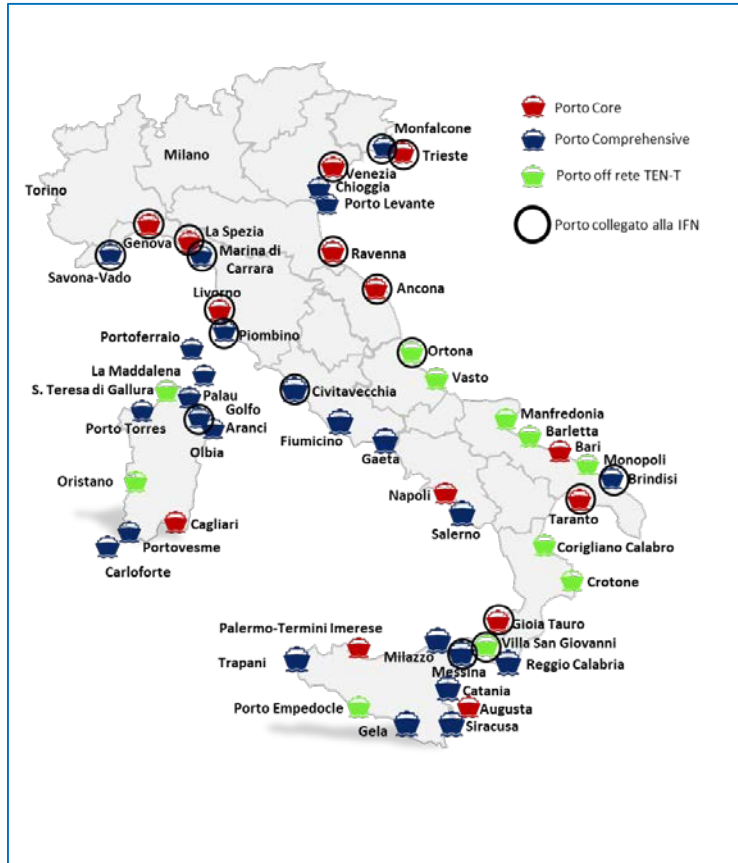 Monfalcone
Porto Core
Milano
Trieste
Porto Comprehensive
Venezia
Torino
Chioggia
Porto off rete TEN-T
Porto Levante
La Spezia
Porto collegato alla IFN
Genova
Marina di
Carrara
Ravenna
Savona-Vado
Ancona
Livorno
Piombino
Portoferraio
Ortona
La Maddalena
Vasto
S. Teresa di Gallura
Palau
Civitavecchia
Golfo
Aranci
Porto Torres
Manfredonia
Fiumicino
Barletta
Olbia
Bari
Gaeta
Monopoli
Oristano
Brindisi
Napoli
Taranto
Cagliari
Salerno
Portovesme
Corigliano Calabro
Carloforte
Crotone
Gioia Tauro
Palermo-Termini Imerese
Villa San Giovanni
Milazzo
Trapani
Reggio Calabria
Messina
Catania
Porto Empedocle
Augusta
Gela
Siracusa